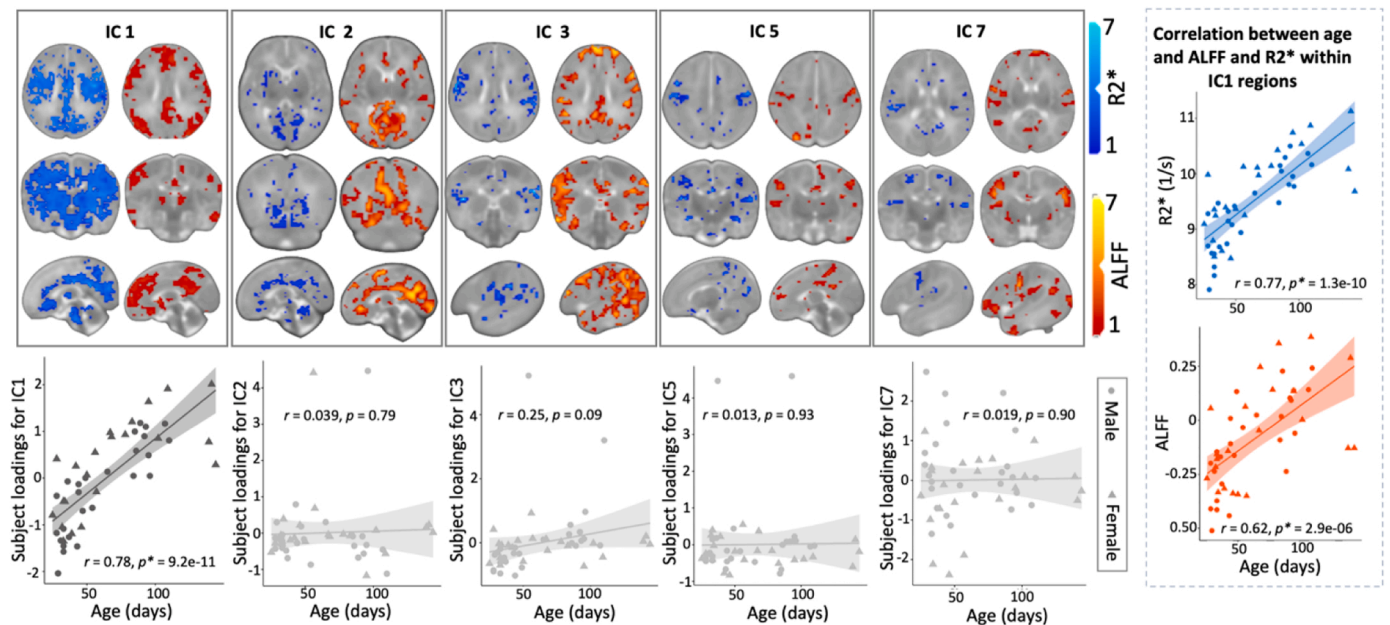 IC 1
IC 2
IC 3
IC 5
IC 7
7
R2*
1
7
ALFF
1
Correlation between age
and ALFF and R2* within
IC1 regions
11
10
9
8
R2* (1/s)
r = 0.77, p* = 1.3e-10
50
100
0.25
0
-0.25
0.50
ALFF
r = 0.62, p* = 2.9e-06
50
100
Age (days)
Subject loadings for IC1
2
1
0
-1
-2
r = 0.78, p* = 9.2e-11
50
100
Age (days)
Subject loadings for IC2
4
2
1
0
-1
r = 0.039, p = 0.79
50
100
Age (days)
Subject loadings for IC3
4
2
0
r = 0.25, p = 0.09
50
100
Age (days)
Subject loadings for IC5
5
4
2
1
0
-1
r = 0.013, p = 0.93
50
100
Age (days)
Subject loadings for IC7
2
1
0
-1
-2
r = 0.019, p = 0.90
50
100
Age (days)
Male
Female